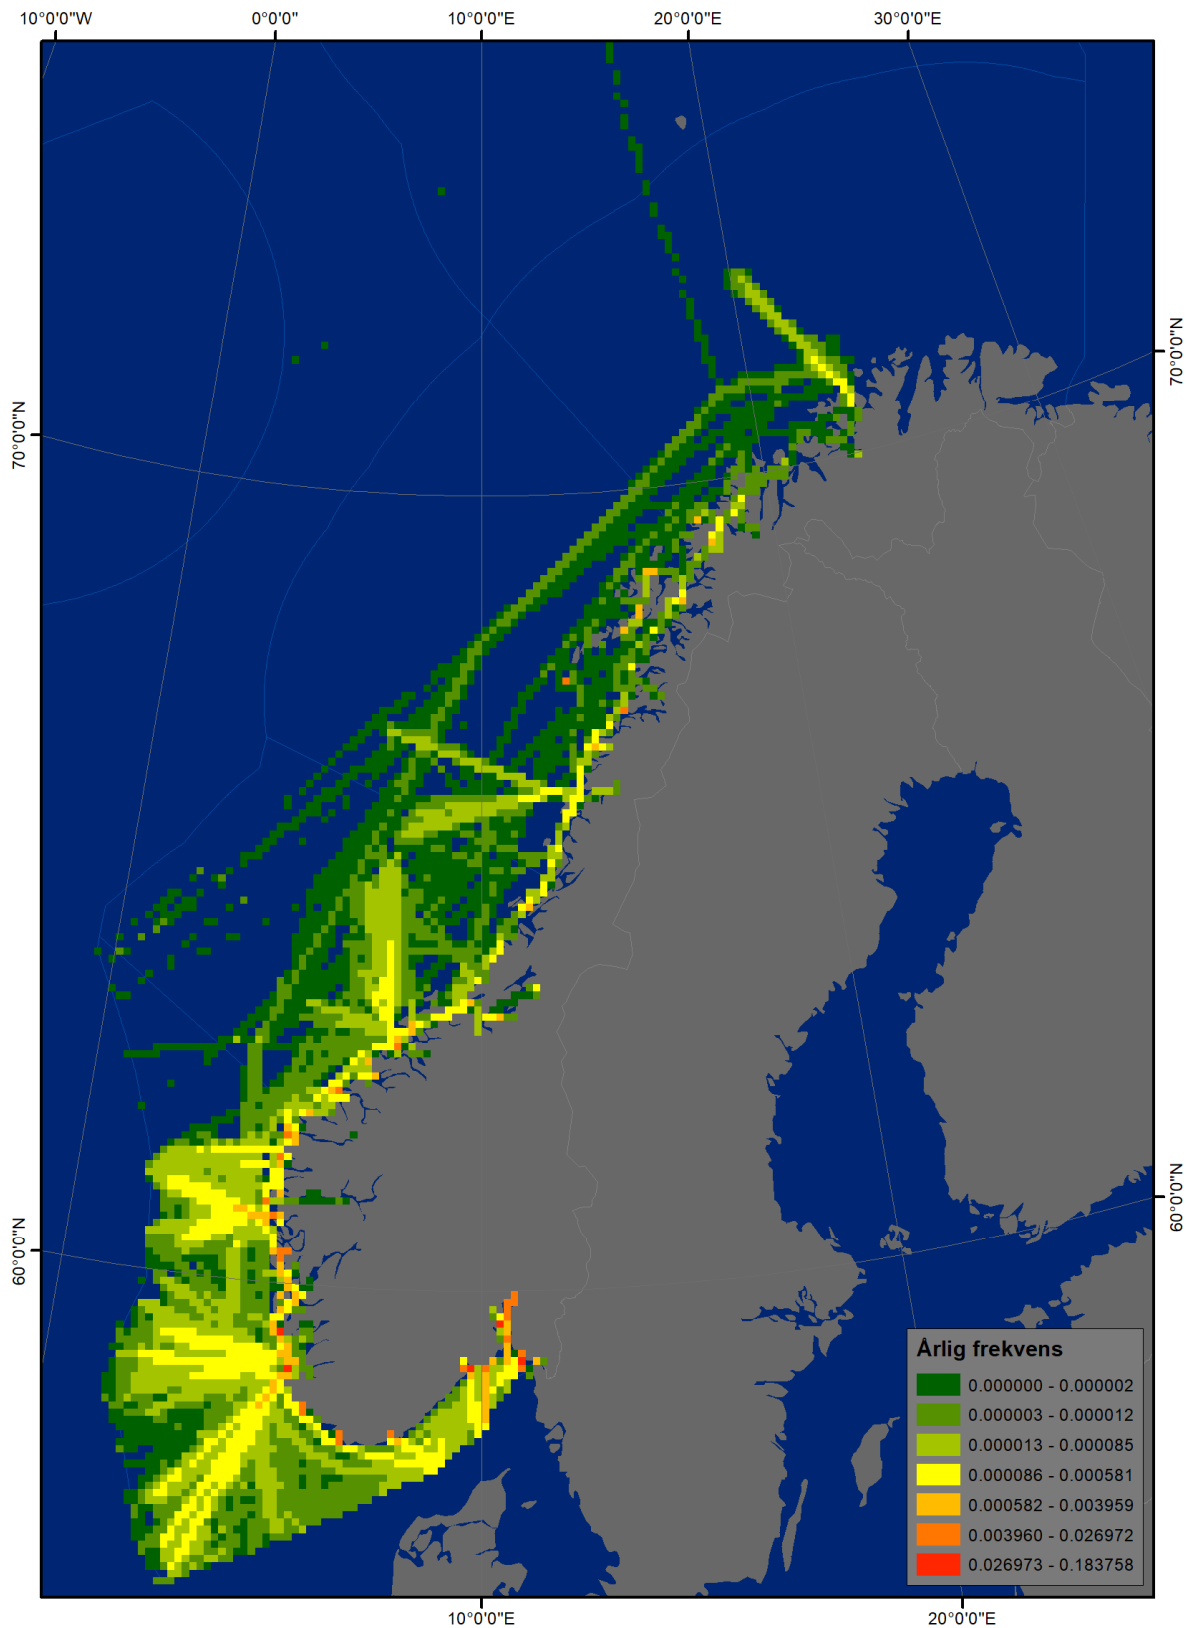 10°0'0"W 0°0'0" 10°0'0"E 20°0'0"E 30°0'0"E
70°0'0"N
70°0'0"N
60°0'0"N
60°0'0"N
Årlig frekvens
0.000000 - 0.000002
0.000003 - 0.000012
0.000013 - 0.000085
0.000086 - 0.000581
0.000582 - 0.003959
0.003960 - 0.026972
0.026973 - 0.183758
10°0'0"E 20°0'0"E